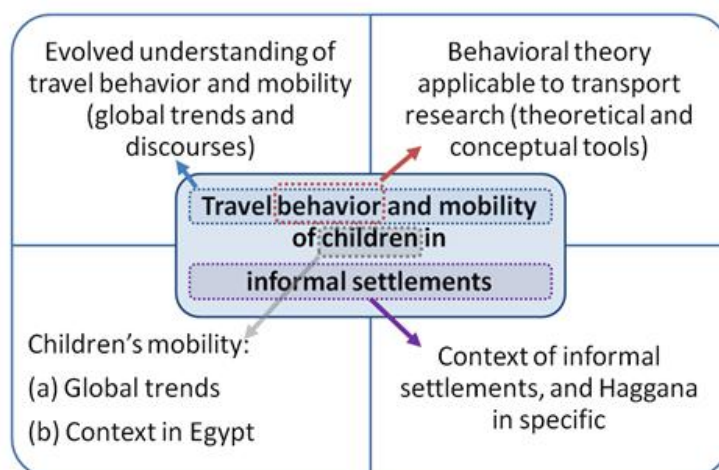 Evolved understanding of
travel behavior and mobility
(global trends and
discourses)
Behavioral theory
applicable to transport
research (theoretical and
conceptual tools)
Travel behavior and mobility
of children in
informal settlements
Children’s mobility:
(a) Global trends
(b) Context in Egypt
Context of informal
settlements, and Haggana
in specific